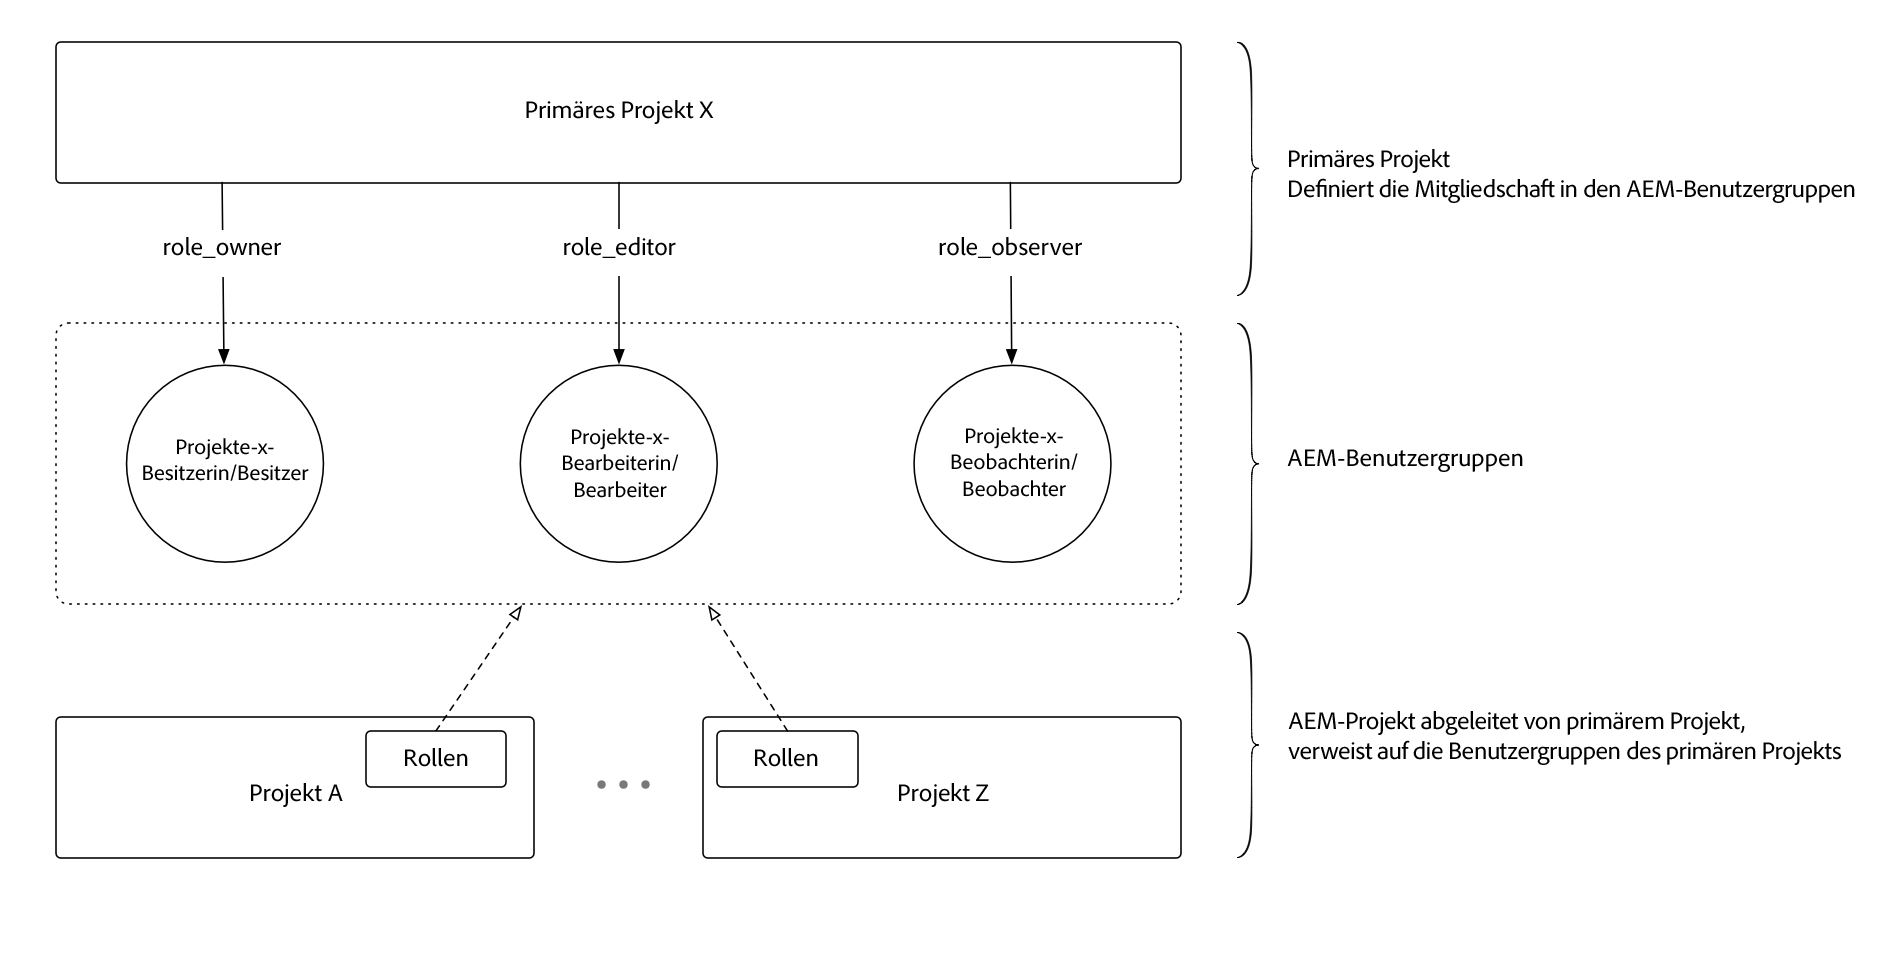 Primäres Projekt X
Primäres Projekt
Definiert die Mitgliedschaft in den AEM-Benutzergruppen
role_owner
role_editor
role_observer
Projekte-x-
Besitzerin/Besitzer
Projekte-x-
Bearbeiterin/
Bearbeiter
Projekte-x-
Beobachterin/
Beobachter
AEM-Benutzergruppen
Projekt A
Rollen
Rollen
Projekt Z
AEM-Projekt abgeleitet von primärem Projekt,
verweist auf die Benutzergruppen des primären Projekts